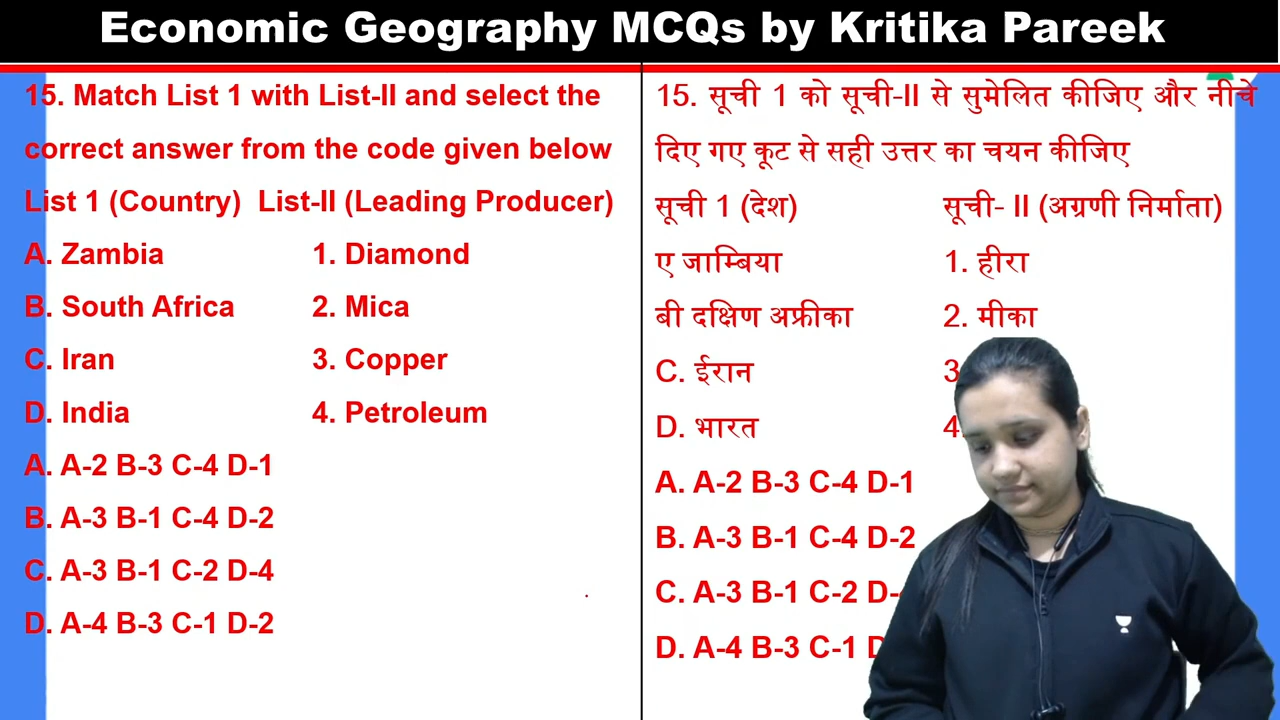 Economic Geography MCQs by Kritika Pareek
15. Match List 1 with List-II and select the
correct answer from the code given below
List 1 (Country) List-II (Leading Producer)
A. Zambia 1. Diamond
B. South Africa 2. Mica
C. Iran 3. Copper
D. India 4. Petroleum
A. A-2 B-3 C-4 D-1
B. A-3 B-1 C-4 D-2
C. A-3 B-1 C-2 D-4
D. A-4 B-3 C-1 D-2
15. सूची 1 को सूची-II से सुमेलित कीजिए और नीचे
दिए गए कूट से सही उत्तर का चयन कीजिए
सूची 1 (देश) सूची- II (अग्रणी निर्माता)
ए जाम्बिया 1. हीरा
बी दक्षिण अफ्रीका 2. मीका
C. ईरान 3
D. भारत 4
A. A-2 B-3 C-4 D-1
B. A-3 B-1 C-4 D-2
C. A-3 B-1 C-2 D-
D. A-4 B-3 C-1 D